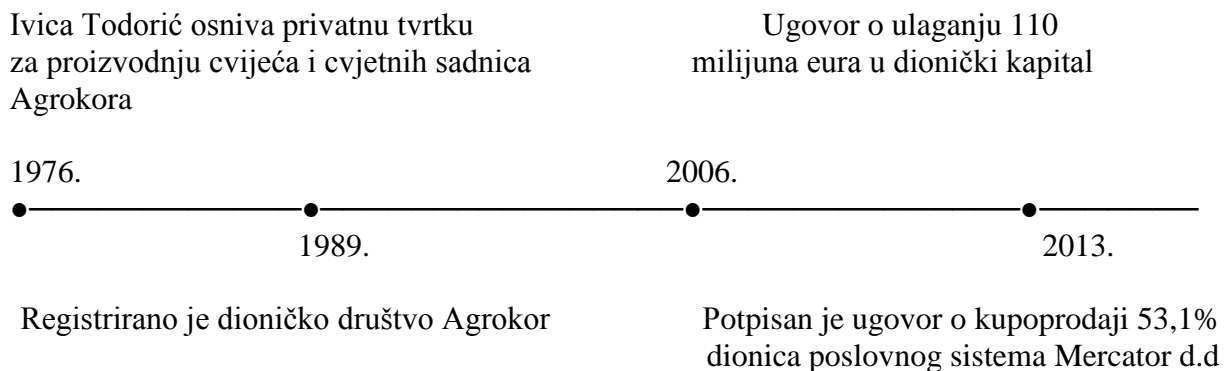 Ivica Todorić osniva privatnu tvrtku
za proizvodnju cvijeća i cvjetnih sadnica
Agrokora
Ugovor o ulaganju 110
milijuna eura u dionički kapital
1976.
2006.
1989.
2013.
Registrirano je dioničko društvo Agrokor
Potpisan je ugovor o kupoprodaji 53,1%
dionica poslovnog sistema Mercator d.d